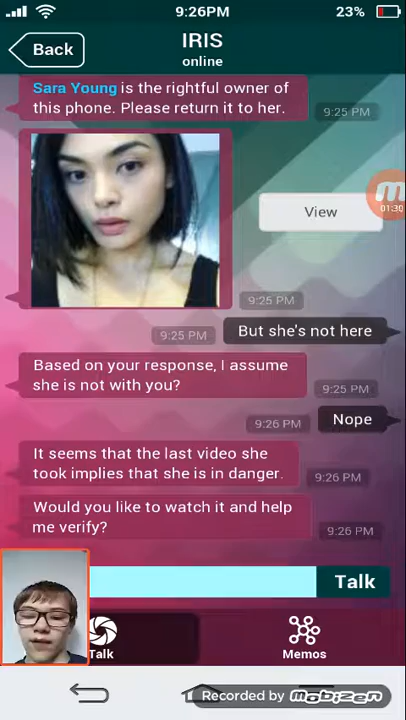 9:26PM
23%
Back
IRIS
online
Sara Young is the rightful owner of
this phone. Please return it to her.
9:25 PM
01:30
View
9:25 PM
But she's not here
9:25 PM
Based on your response, I assume
she is not with you?
9:25 PM
Nope
9:26 PM
It seems that the last video she
took implies that she is in danger.
9:26 PM
Would you like to watch it and help
me verify?
9:26 PM
Talk
Talk
Memos
Recorded by mobizen